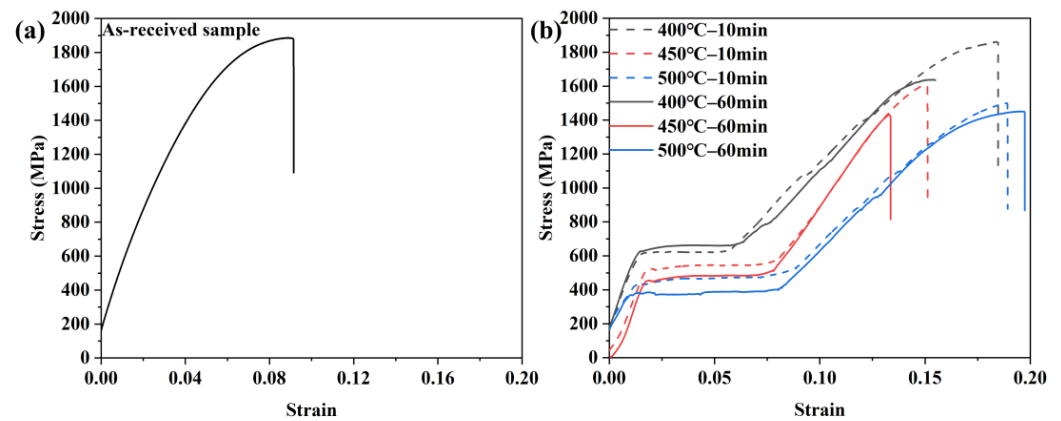 (a)
As-received sample
2000
1800
1600
1400
1200
1000
800
600
400
200
0
Stress (MPa)
0.00 0.04 0.08 0.12 0.16 0.20
Strain
(b)
400℃–10min
450℃–10min
500℃–10min
400℃–60min
450℃–60min
500℃–60min
2000
1800
1600
1400
1200
1000
800
600
400
200
0
Stress (MPa)
0.00 0.05 0.10 0.15 0.20
Strain